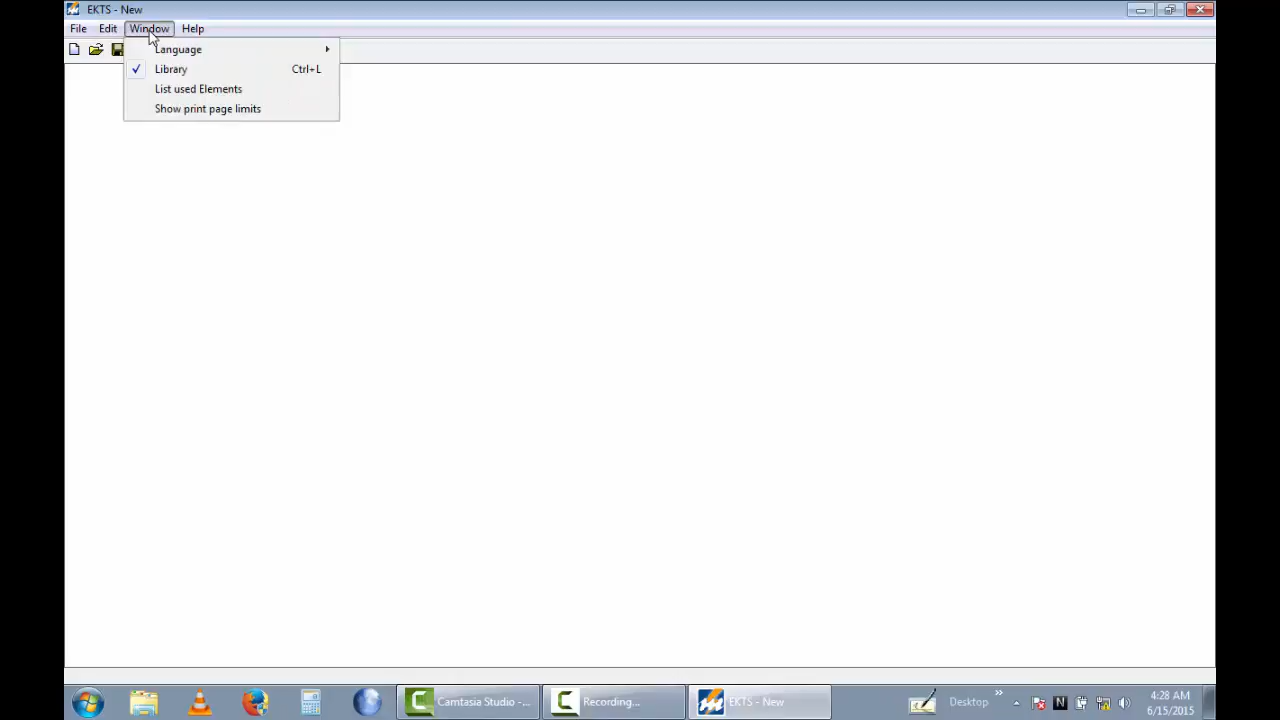 EKTS - New
File Edit Window Help
Language
Library Ctrl+L
List used Elements
Show print page limits
Camtasia Studio -... Recording... EKTS - New Desktop » N 4:28 AM
6/15/2015